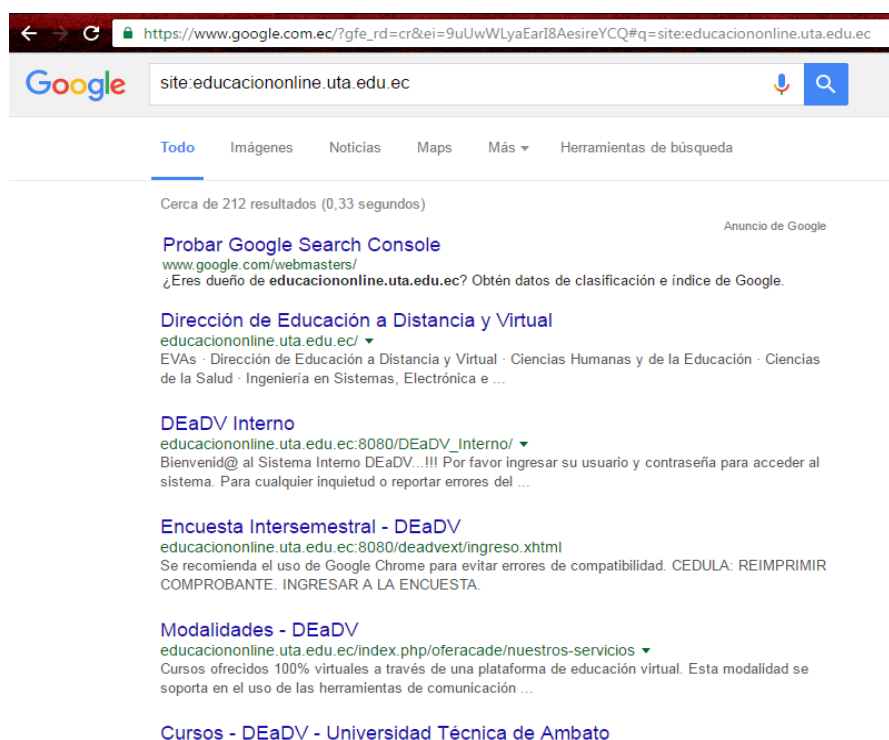 https://www.google.com.ec/?gfe_rd=cr&ei=9uUwWLyaEarI8AesireYCQ#q=site:educaciononline.uta.edu.ec
Google
site:educaciononline.uta.edu.ec
Todo Imágenes Noticias Maps Más Herramientas de búsqueda
Cerca de 212 resultados (0,33 segundos)
Anuncio de Google
Probar Google Search Console
www.google.com/webmasters/
¿Eres dueño de educaciononline.uta.edu.ec? Obtén datos de clasificación e índice de Google.
Dirección de Educación a Distancia y Virtual
educaciononline.uta.edu.ec/
EVAs · Dirección de Educación a Distancia y Virtual · Ciencias Humanas y de la Educación · Ciencias
de la Salud · Ingeniería en Sistemas, Electrónica e ...
DEaDV Interno
educaciononline.uta.edu.ec:8080/DEaDV_Interno/
Bienvenid@ al Sistema Interno DEaDV...!!! Por favor ingresar su usuario y contraseña para acceder al
sistema. Para cualquier inquietud o reportar errores del ...
Encuesta Intersemestral - DEaDV
educaciononline.uta.edu.ec:8080/deadvext/ingreso.xhtml
Se recomienda el uso de Google Chrome para evitar errores de compatibilidad. CEDULA: REIMPRIMIR
COMPROBANTE. INGRESAR A LA ENCUESTA.
Modalidades - DEaDV
educaciononline.uta.edu.ec/index.php/oferacade/nuestros-servicios
Cursos ofrecidos 100% virtuales a través de una plataforma de educación virtual. Esta modalidad se
soporta en el uso de las herramientas de comunicación ...
Cursos - DEaDV - Universidad Técnica de Ambato